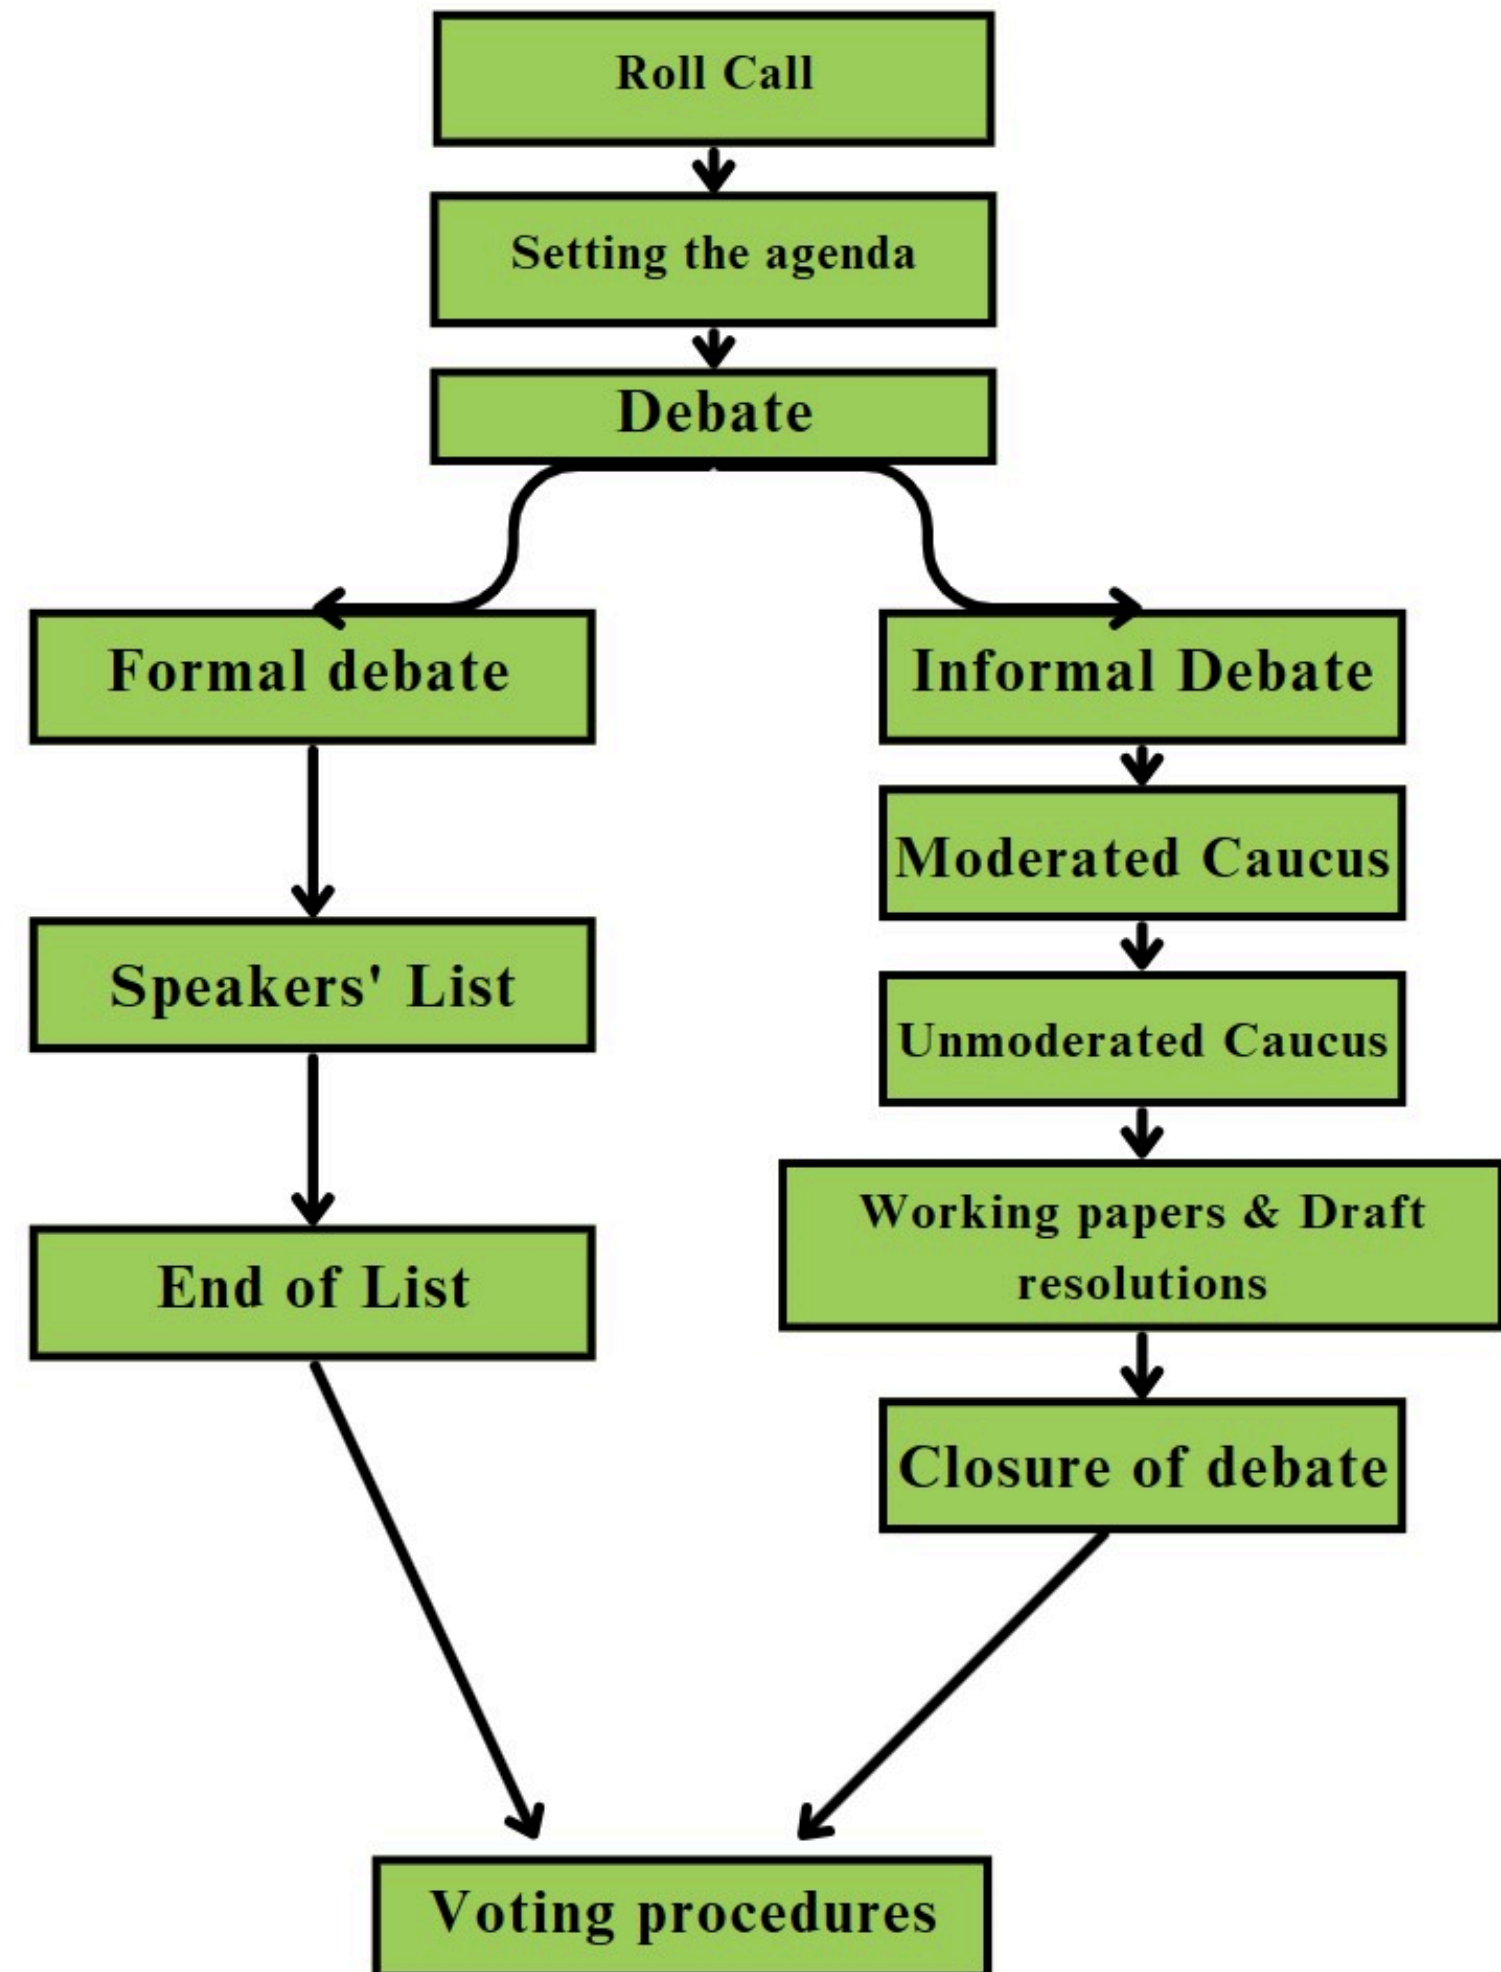 Roll Call
Setting the agenda
Debate
Formal debate
Speakers' List
End of List
Informal Debate
Moderated Caucus
Unmoderated Caucus
Working papers & Draft
resolutions
Closure of debate
Voting procedures